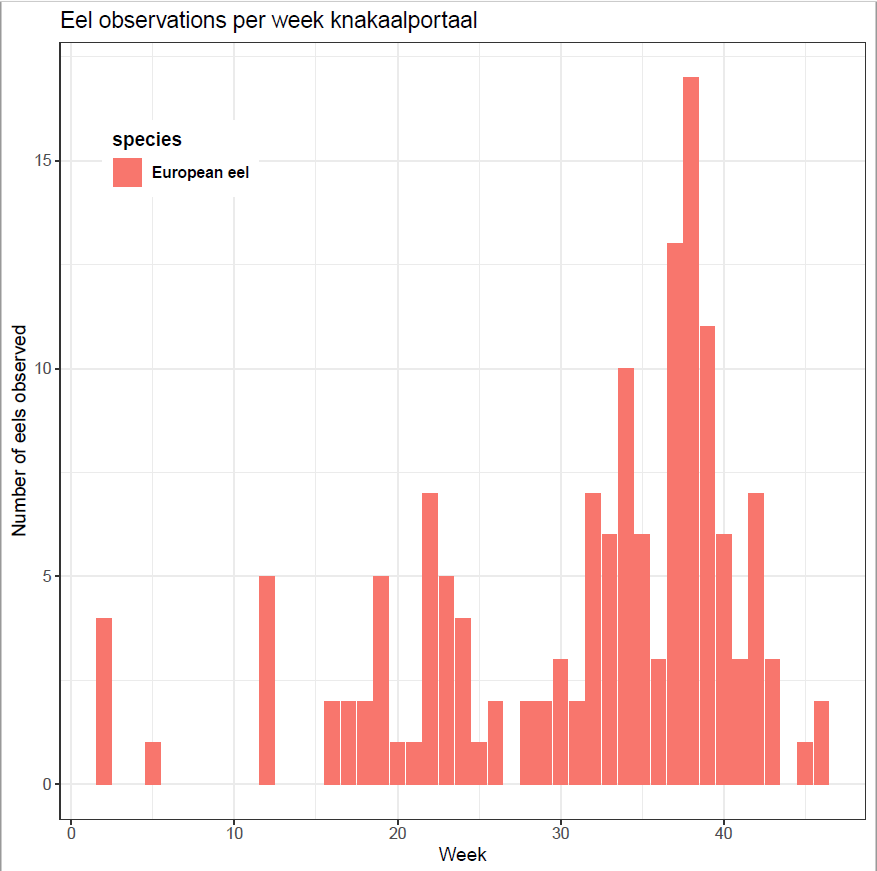 Eel observations per week knakaalportaal
species
European eel
15
10
5
0
Number of eels observed
0 10 20 30 40
Week